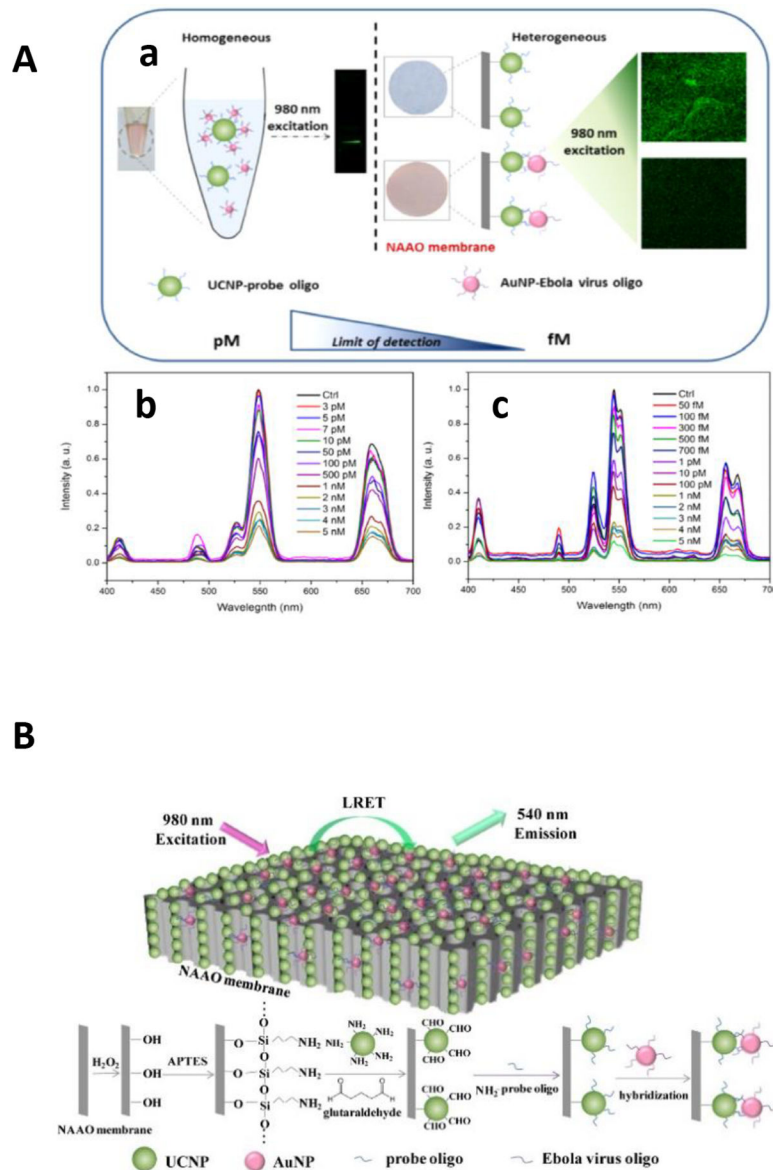 A
a
Homogeneous
980 nm
excitation
Heterogeneous
980 nm
excitation
NAAO membrane
UCNP-probe oligo
AuNP-Ebola virus oligo
pM
Limit of detection
fM
b
Intensity (a. u.)
1.0
0.8
0.6
0.4
0.2
0.0
400
450
500
550
600
650
700
Wavelegnth (nm)
Ctrl
3 pM
5 pM
7 pM
10 pM
50 pM
100 pM
500 pM
1 nM
2 nM
3 nM
4 nM
5 nM
c
Intensity (a. u.)
1.0
0.8
0.6
0.4
0.2
0.0
400
450
500
550
600
650
700
Wavelength (nm)
Ctrl
50 fM
100 fM
300 fM
500 fM
700 fM
1 pM
10 pM
100 pM
1 nM
2 nM
3 nM
4 nM
5 nM
B
980 nm
Excitation
LRET
540 nm
Emission
NAAO membrane
H₂O₂
OH
OH
OH
NAAO membrane
APTES
O
O Si NH₂
O
O Si NH₂
O
O Si NH₂
O
NH₂
NH₂ NH₂
NH₂ NH₂
O O
H H
glutaraldehyde
CHO
CHO CHO
CHO
CHO
CHO CHO
CHO
NH₂ probe oligo
hybridization
UCNP
AuNP
probe oligo
Ebola virus oligo